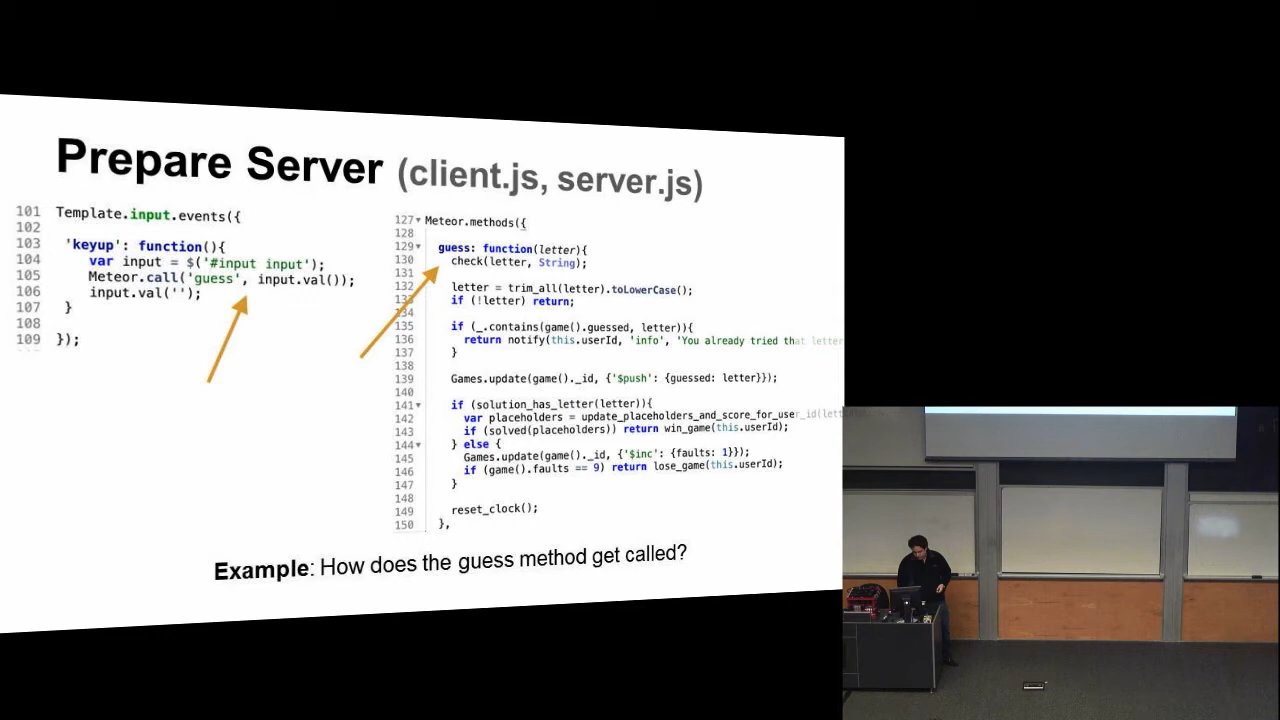 Prepare Server (client.js, server.js)
101 Template.input.events({
102
103 'keyup': function(){
104 var input = $('#input input');
105 Meteor.call('guess', input.val());
106 input.val('');
107 }
108
109 });
127 Meteor.methods({
128
129 guess: function(letter){
130 check(letter, String);
131
132 letter = trim_all(letter).toLowerCase();
133 if (!letter) return;
134
135 if (_.contains(game().guessed, letter)){
136 return notify(this.userId, 'info', 'You already tried that letter
137 }
138
139 Games.update(game()._id, {'$push': {guessed: letter}});
140
141 if (solution_has_letter(letter)){
142 var placeholders = update_placeholders_and_score_for_user_id(
143 if (solved(placeholders)) return win_game(this.userId);
144 } else {
145 Games.update(game()._id, {'$inc': {faults: 1}});
146 if (game().faults == 9) return lose_game(this.userId);
147 }
148
149 reset_clock();
150 },
Example: How does the guess method get called?